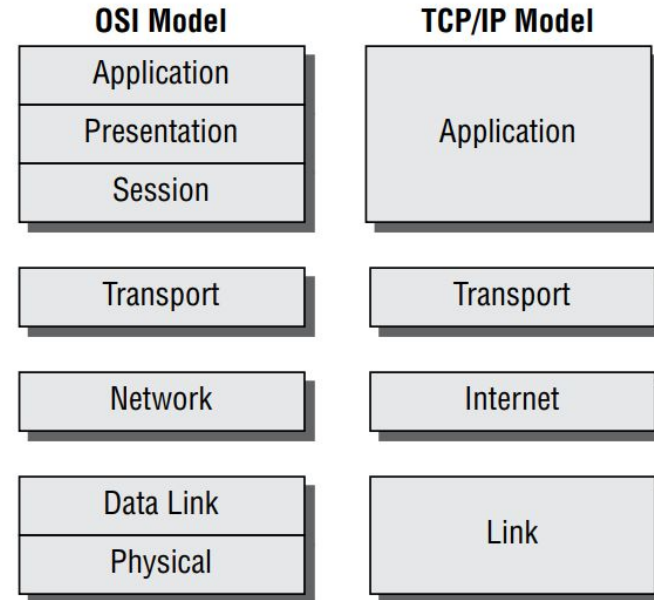 OSI Model
TCP/IP Model
Application
Presentation
Session
Application
Transport
Transport
Network
Internet
Data Link
Physical
Link